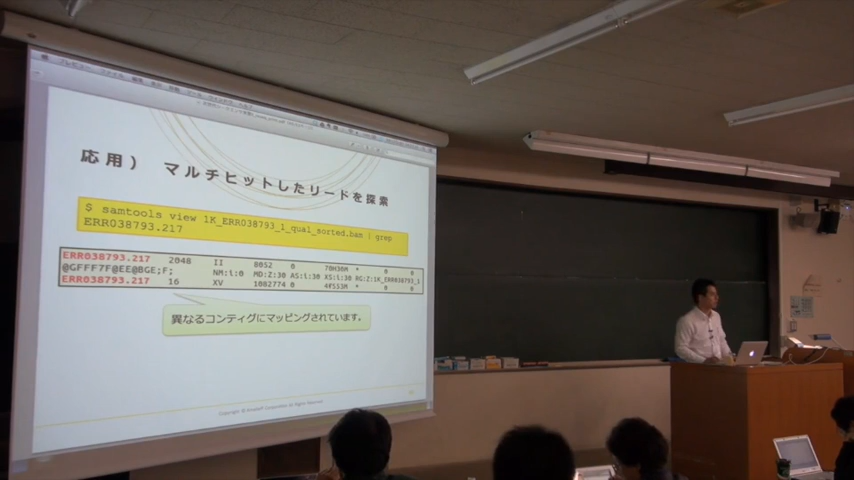 応用） マルチヒットしたリードを探索
$ samtools view 1K_ERR038793_1_qual_sorted.bam | grep
ERR038793.217
ERR038793.217 2048 II 8052 0 70H30M * 0 0
@GFFF7F@EE@BGE;F; NM:i:0 MD:Z:30 AS:i:30 XS:i:30 RG:Z:1K_ERR038793_1
ERR038793.217 16 XV 1082774 0 4F553M * 0 0
異なるコンティグにマッピングされています。